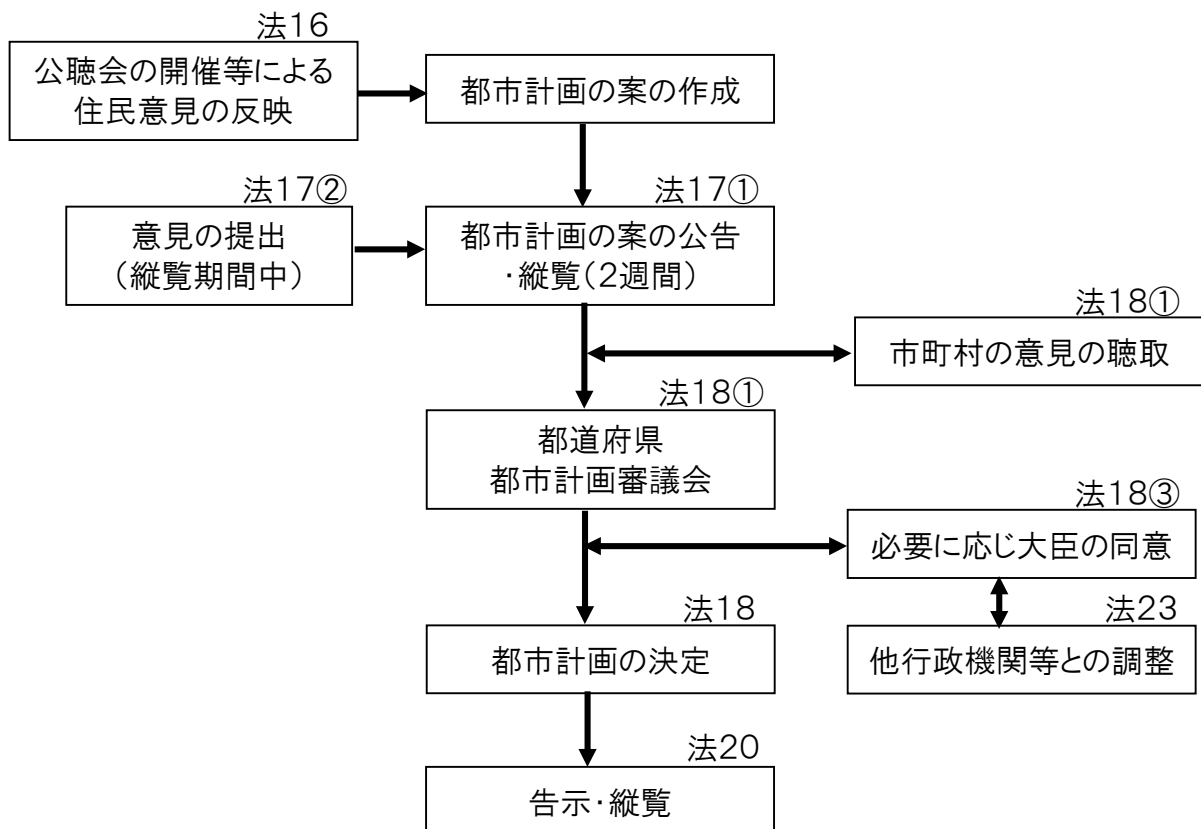 法16
公聴会の開催等による
住民意見の反映
都市計画の案の作成
法17②
意見の提出
（縦覧期間中）
法17①
都市計画の案の公告
・縦覧（2週間）
法18①
市町村の意見の聴取
法18①
都道府県
都市計画審議会
法18③
必要に応じ大臣の同意
法23
他行政機関等との調整
法18
都市計画の決定
法20
告示・縦覧